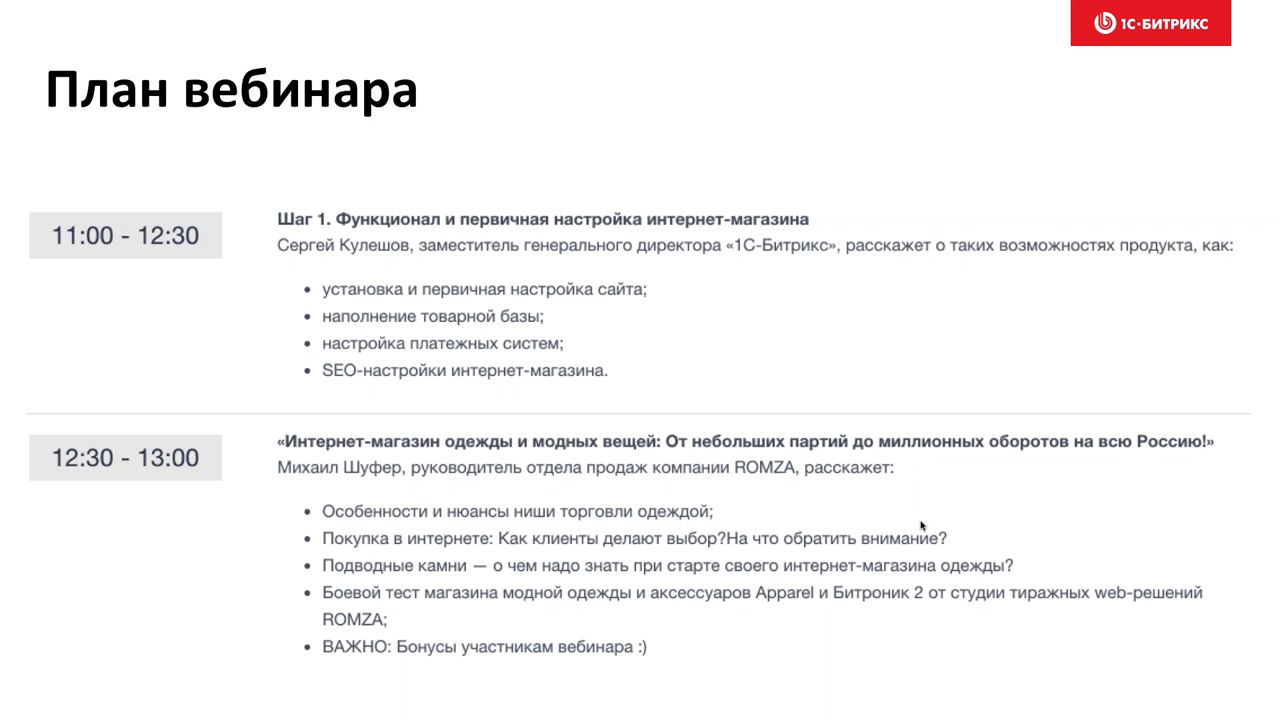 1С·БИТРИКС
План вебинара
11:00 - 12:30
Шаг 1. Функционал и первичная настройка интернет-магазина
Сергей Кулешов, заместитель генерального директора «1С-Битрикс», расскажет о таких возможностях продукта, как:
• установка и первичная настройка сайта;
• наполнение товарной базы;
• настройка платежных систем;
• SEO-настройки интернет-магазина.
12:30 - 13:00
«Интернет-магазин одежды и модных вещей: От небольших партий до миллионных оборотов на всю Россию!»
Михаил Шуфер, руководитель отдела продаж компании ROMZA, расскажет:
• Особенности и нюансы ниши торговли одеждой;
• Покупка в интернете: Как клиенты делают выбор?На что обратить внимание?
• Подводные камни — о чем надо знать при старте своего интернет-магазина одежды?
• Боевой тест магазина модной одежды и аксессуаров Apparel и Битроник 2 от студии тиражных web-решений
ROMZA;
• ВАЖНО: Бонусы участникам вебинара :)